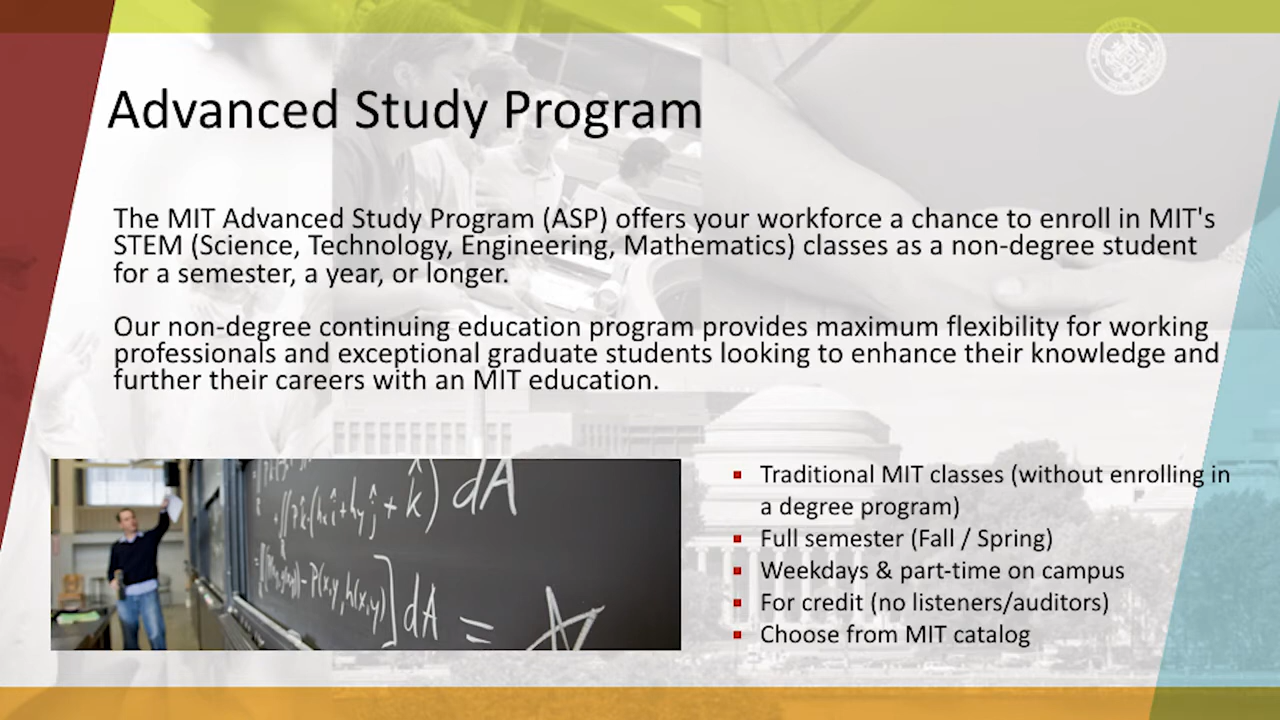 Advanced Study Program
The MIT Advanced Study Program (ASP) offers your workforce a chance to enroll in MIT's
STEM (Science, Technology, Engineering, Mathematics) classes as a non-degree student
for a semester, a year, or longer.
Our non-degree continuing education program provides maximum flexibility for working
professionals and exceptional graduate students looking to enhance their knowledge and
further their careers with an MIT education.
dA
dA =
Traditional MIT classes (without enrolling in
a degree program)
Full semester (Fall / Spring)
Weekdays & part-time on campus
For credit (no listeners/auditors)
Choose from MIT catalog